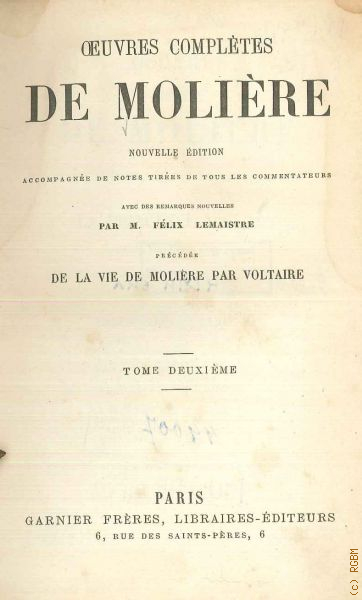 ŒUVRES COMPLÈTES
DE MOLIÈRE
NOUVELLE ÉDITION
ACCOMPAGNÉE DE NOTES TIRÉES DE TOUS LES COMMENTATEURS
AVEC DES REMARQUES NOUVELLES
PAR M. FÉLIX LEMAISTRE
PRÉCÉDÉE
DE LA VIE DE MOLIÈRE PAR VOLTAIRE
TOME DEUXIÈME
PARIS
GARNIER FRÈRES, LIBRAIRES-ÉDITEURS
6, RUE DES SAINTS-PÈRES, 6
(c) RGBM